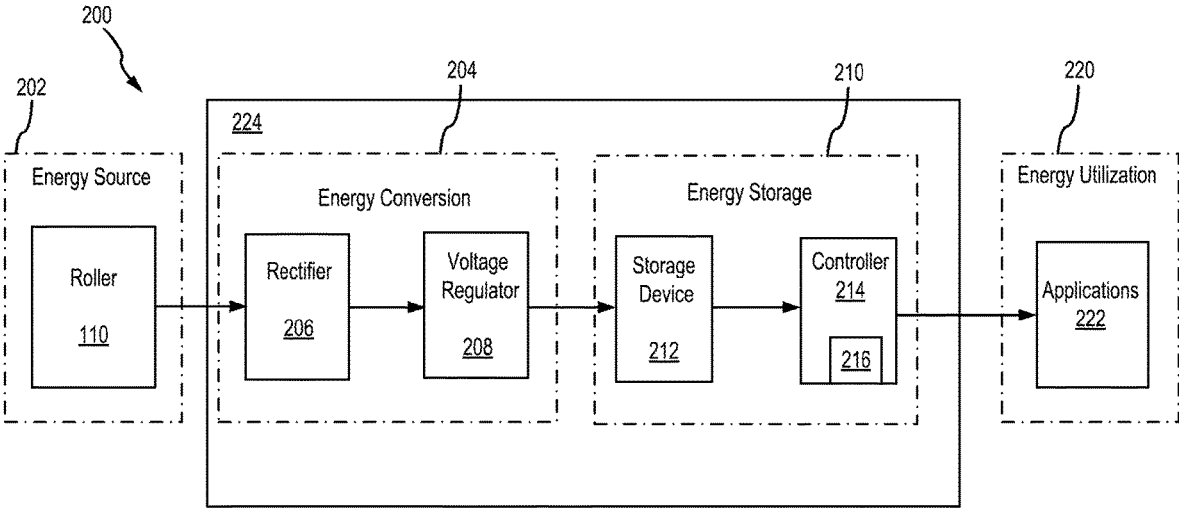 200
202
204
210
220
224
Energy Source
Energy Conversion
Energy Storage
Energy Utilization
Roller
110
Rectifier
206
Voltage
Regulator
208
Storage
Device
212
Controller
214
216
Applications
222